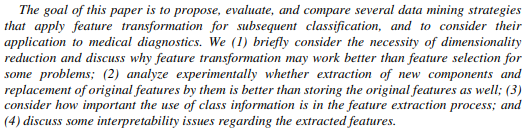 The goal of this paper is to propose, evaluate, and compare several data mining strategies
that apply feature transformation for subsequent classification, and to consider their
application to medical diagnostics. We (1) briefly consider the necessity of dimensionality
reduction and discuss why feature transformation may work better than feature selection for
some problems; (2) analyze experimentally whether extraction of new components and
replacement of original features by them is better than storing the original features as well; (3)
consider how important the use of class information is in the feature extraction process; and
(4) discuss some interpretability issues regarding the extracted features.